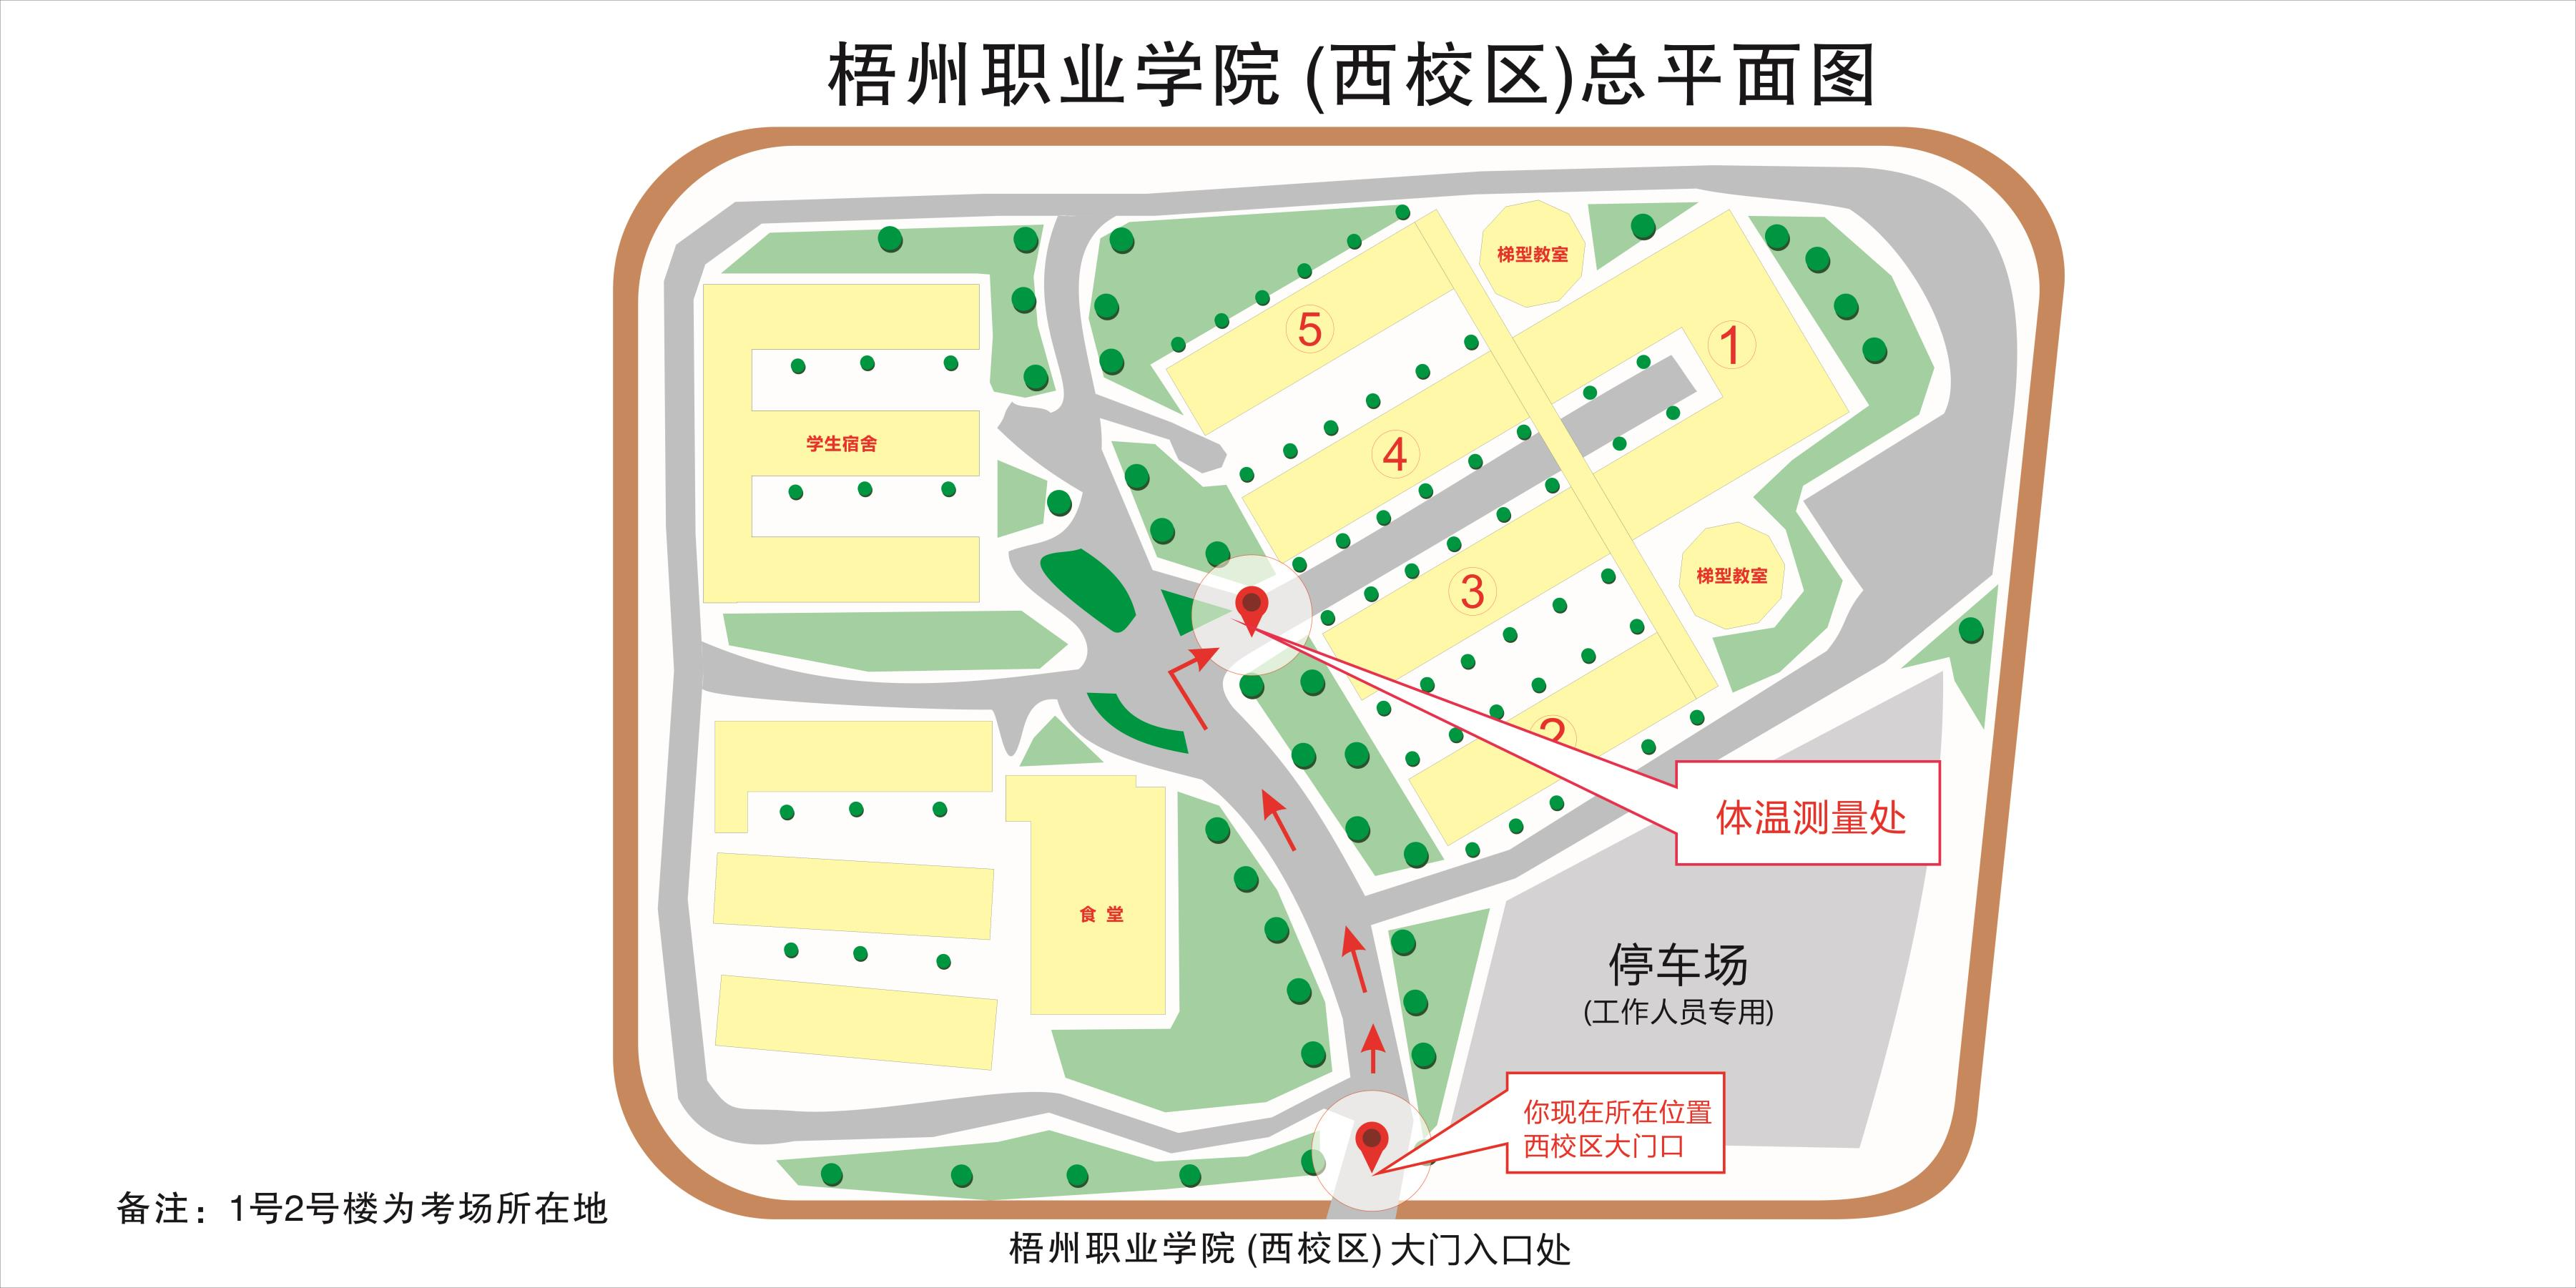 梧州职业学院(西校区)总平面图
梯型教室
5
1
学生宿舍
4
梯型教室
3
2
体温测量处
食 堂
停车场
(工作人员专用)
你现在所在位置
西校区大门口
备注：1号2号楼为考场所在地
梧州职业学院(西校区)大门入口处